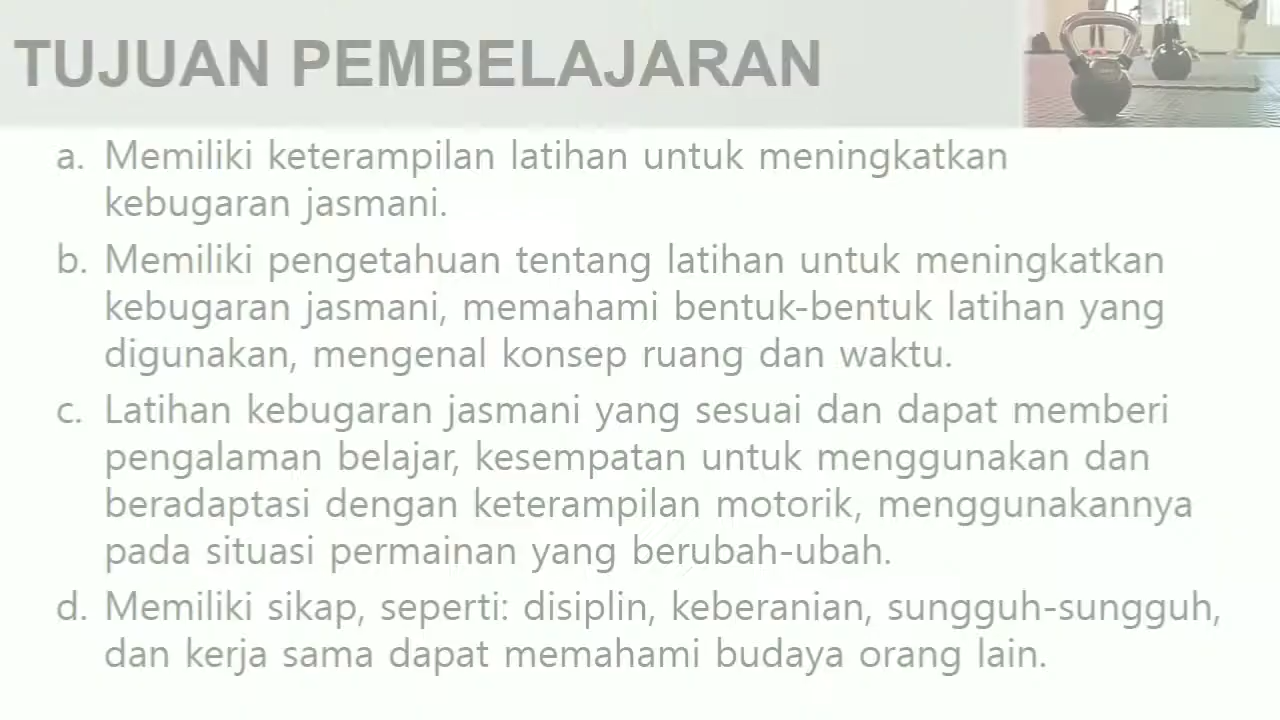 TUJUAN PEMBELAJARAN
a. Memiliki keterampilan latihan untuk meningkatkan
kebugaran jasmani.
b. Memiliki pengetahuan tentang latihan untuk meningkatkan
kebugaran jasmani, memahami bentuk-bentuk latihan yang
digunakan, mengenal konsep ruang dan waktu.
c. Latihan kebugaran jasmani yang sesuai dan dapat memberi
pengalaman belajar, kesempatan untuk menggunakan dan
beradaptasi dengan keterampilan motorik, menggunakannya
pada situasi permainan yang berubah-ubah.
d. Memiliki sikap, seperti: disiplin, keberanian, sungguh-sungguh,
dan kerja sama dapat memahami budaya orang lain.